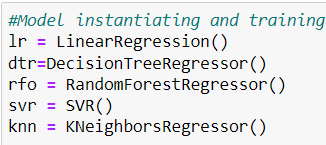 #Model instantiating and training
lr = LinearRegression()
dtr=DecisionTreeRegressor()
rfo = RandomForestRegressor()
svr = SVR()
knn = KNeighborsRegressor()